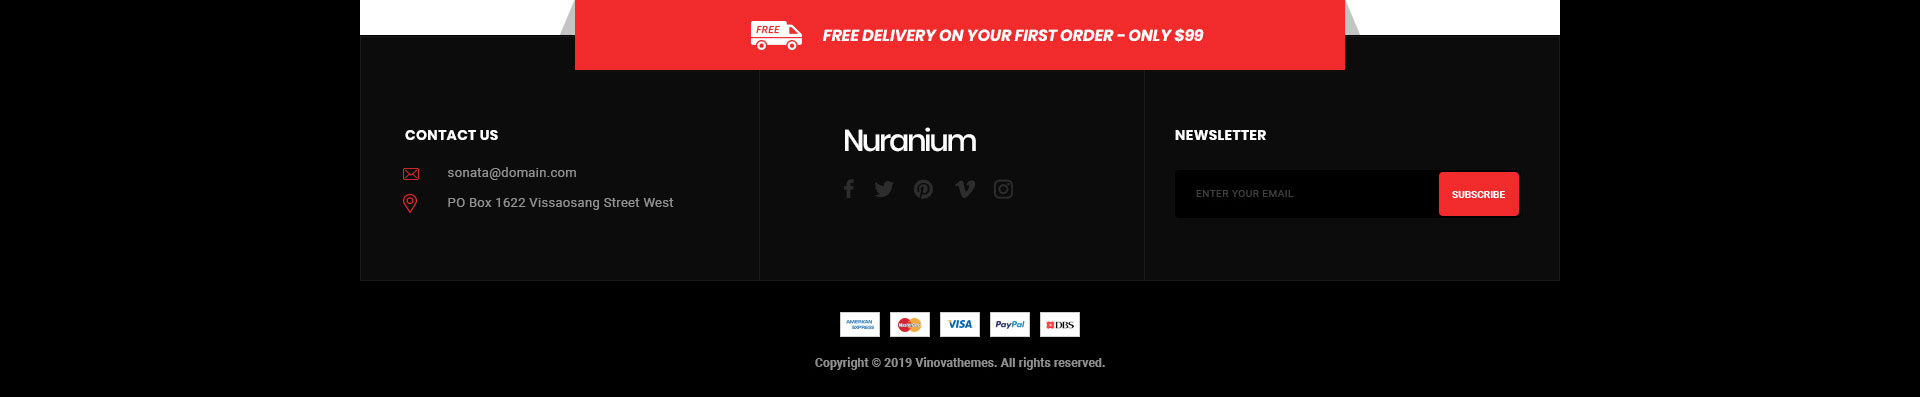 FREE
FREE DELIVERY ON YOUR FIRST ORDER - ONLY $99
CONTACT US
sonata@domain.com
PO Box 1622 Vissaosang Street West
Nuranium
NEWSLETTER
ENTER YOUR EMAIL
SUBSCRIBE
AMERICAN
EXPRESS
MasterCard
VISA
PayPal
DBS
Copyright © 2019 Vinovathemes. All rights reserved.